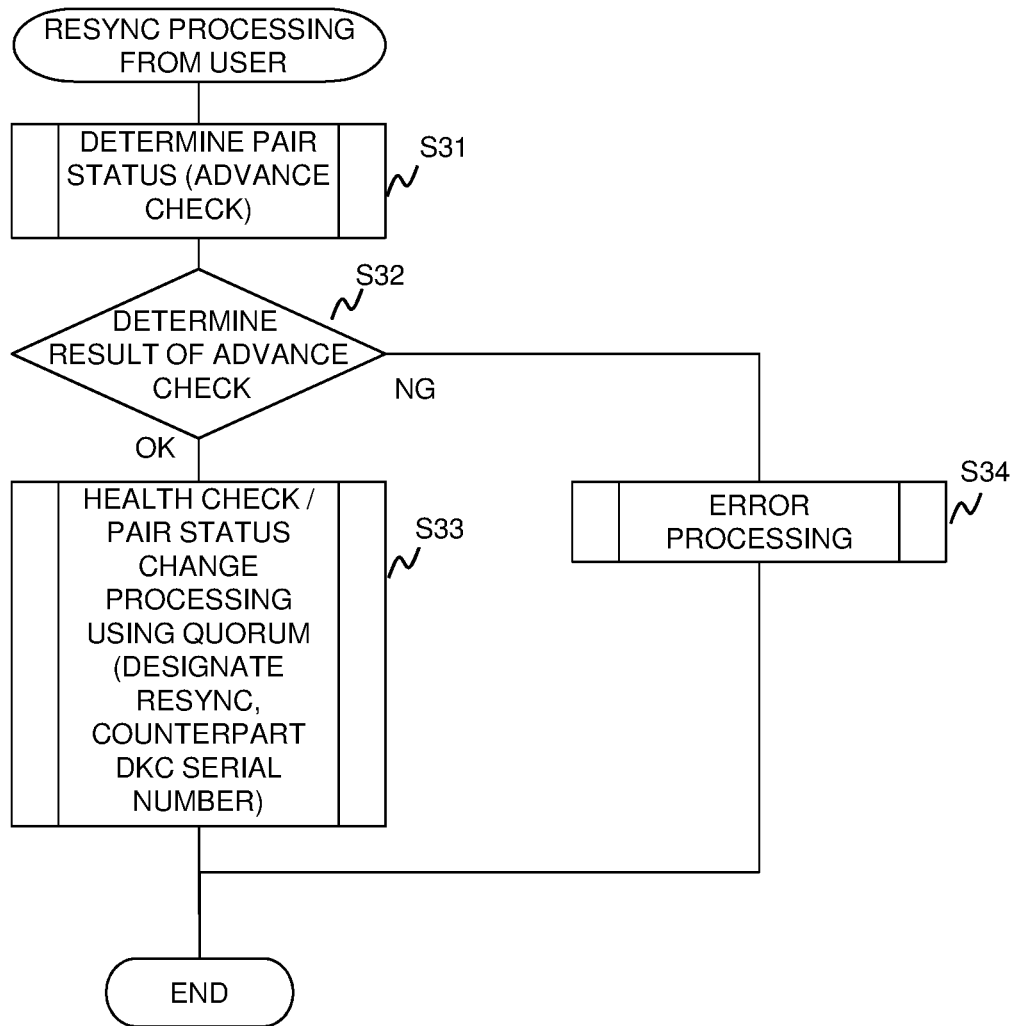 RESYNC PROCESSING
FROM USER
DETERMINE PAIR
STATUS (ADVANCE
CHECK)
S31
S32
DETERMINE
RESULT OF ADVANCE
CHECK
NG
OK
HEALTH CHECK /
PAIR STATUS
CHANGE
PROCESSING
USING QUORUM
(DESIGNATE
RESYNC,
COUNTERPART
DKC SERIAL
NUMBER)
S33
ERROR
PROCESSING
S34
END